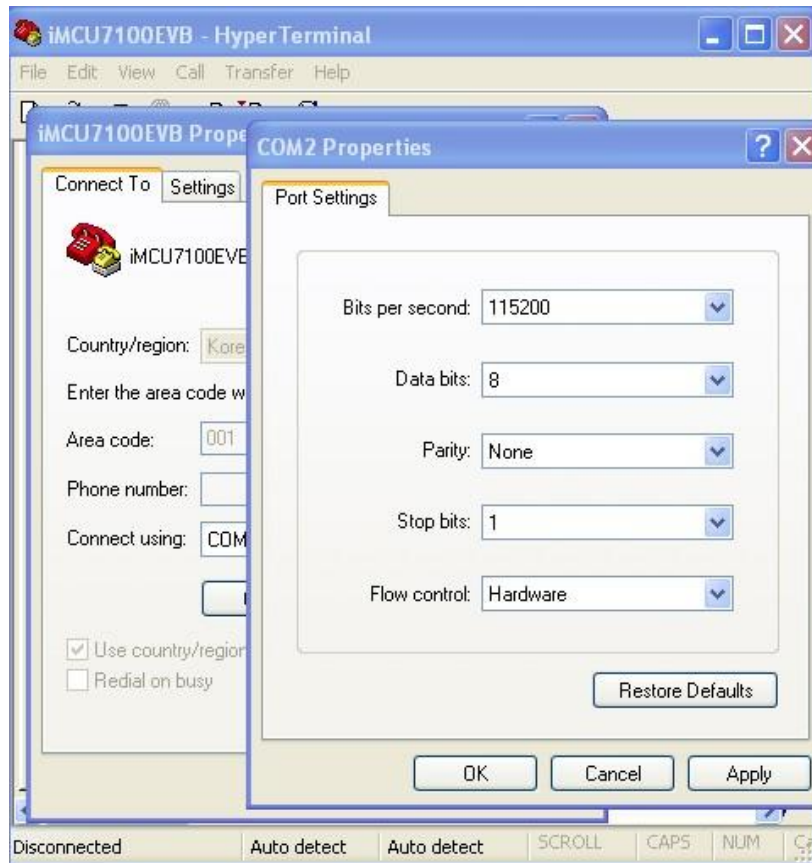 iMCU7100EVB - HyperTerminal
File Edit View Call Transfer Help
iMCU7100EVB Prope
Connect To Settings
iMCU7100EVE
Country/region: Kore
Enter the area code w
Area code: 001
Phone number:
Connect using: COM
Use country/region
Redial on busy
COM2 Properties
Port Settings
Bits per second: 115200
Data bits: 8
Parity: None
Stop bits: 1
Flow control: Hardware
Restore Defaults
OK Cancel Apply
Disconnected Auto detect Auto detect SCROLL CAPS NUM